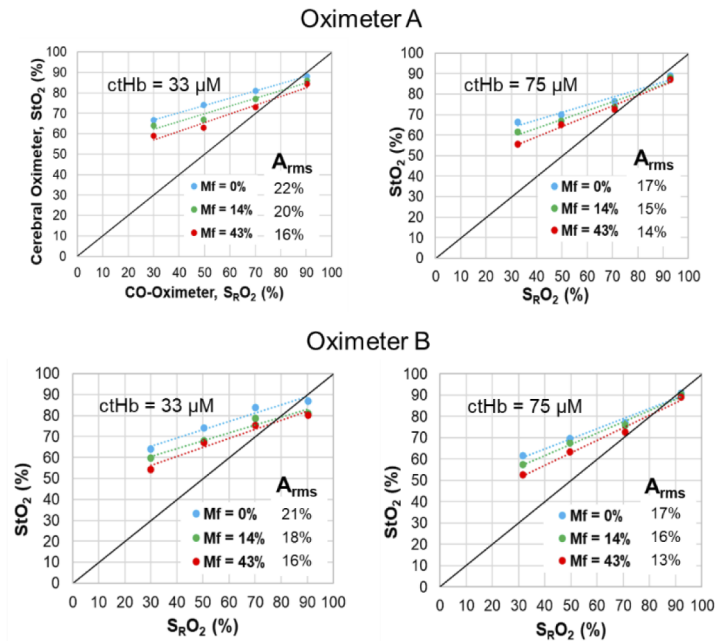 Oximeter A
100
90
80
70
60
50
40
30
20
10
0
Cerebral Oximeter, StO₂ (%)
ctHb = 33 µM
Aᵣₘₛ
Mf = 0% 22%
Mf = 14% 20%
Mf = 43% 16%
0 10 20 30 40 50 60 70 80 90 100
CO-Oximeter, SRO₂ (%)
100
90
80
70
60
50
40
30
20
10
0
StO₂ (%)
ctHb = 75 µM
Aᵣₘₛ
Mf = 0% 17%
Mf = 14% 15%
Mf = 43% 14%
0 10 20 30 40 50 60 70 80 90 100
SRO₂ (%)
Oximeter B
100
90
80
70
60
50
40
30
20
10
0
StO₂ (%)
ctHb = 33 µM
Aᵣₘₛ
Mf = 0% 21%
Mf = 14% 18%
Mf = 43% 16%
0 10 20 30 40 50 60 70 80 90 100
SRO₂ (%)
100
90
80
70
60
50
40
30
20
10
0
StO₂ (%)
ctHb = 75 µM
Aᵣₘₛ
Mf = 0% 17%
Mf = 14% 16%
Mf = 43% 13%
0 10 20 30 40 50 60 70 80 90 100
SRO₂ (%)